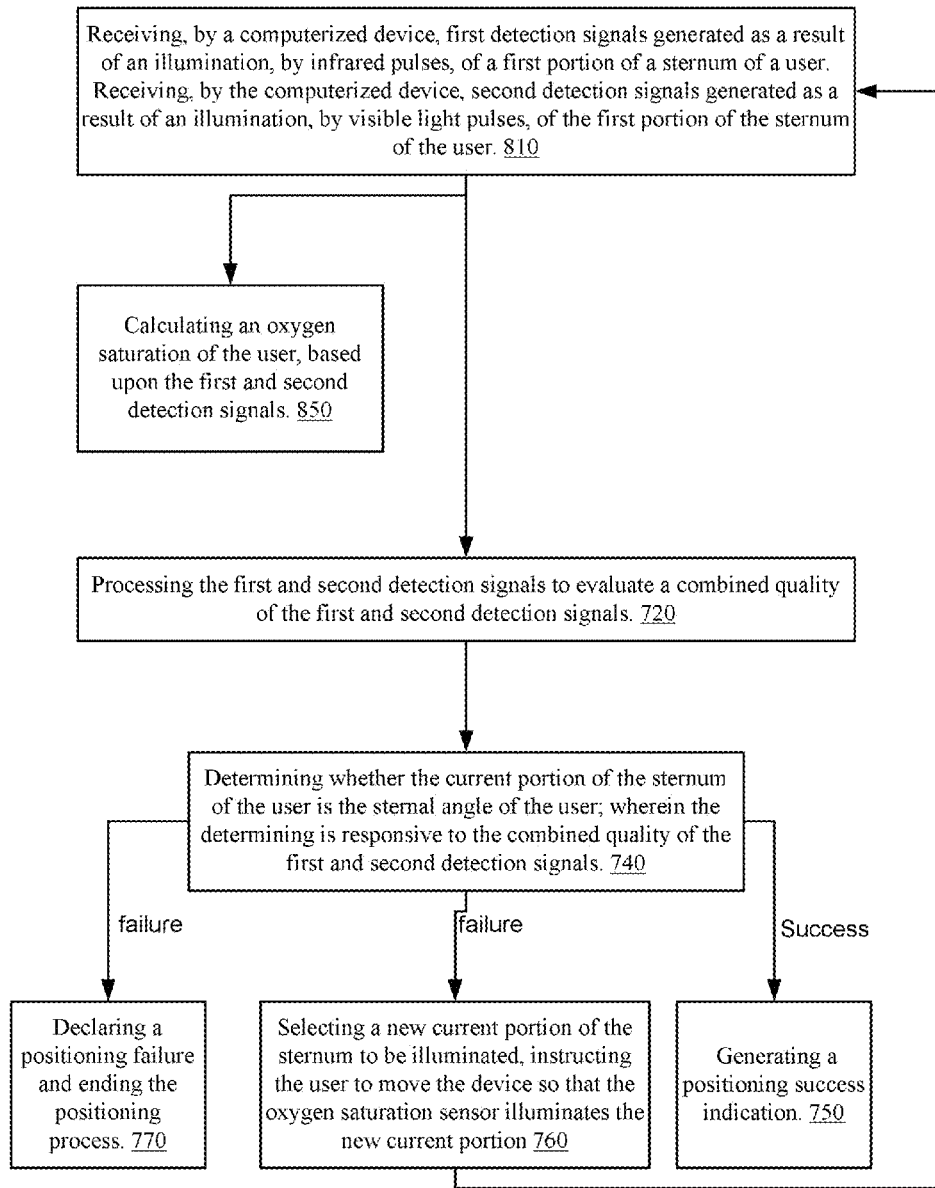 Receiving, by a computerized device, first detection signals generated as a result
of an illumination, by infrared pulses, of a first portion of a sternum of a user.
Receiving, by the computerized device, second detection signals generated as a
result of an illumination, by visible light pulses, of the first portion of the sternum
of the user. 810
Calculating an oxygen
saturation of the user, based
upon the first and second
detection signals. 850
Processing the first and second detection signals to evaluate a combined quality
of the first and second detection signals. 720
Determining whether the current portion of the sternum
of the user is the sternal angle of the user; wherein the
determining is responsive to the combined quality of the
first and second detection signals. 740
failure
failure
Success
Declaring a
positioning failure
and ending the
positioning
process. 770
Selecting a new current portion of the
sternum to be illuminated, instructing
the user to move the device so that the
oxygen saturation sensor illuminates the
new current portion 760
Generating a
positioning success
indication. 750